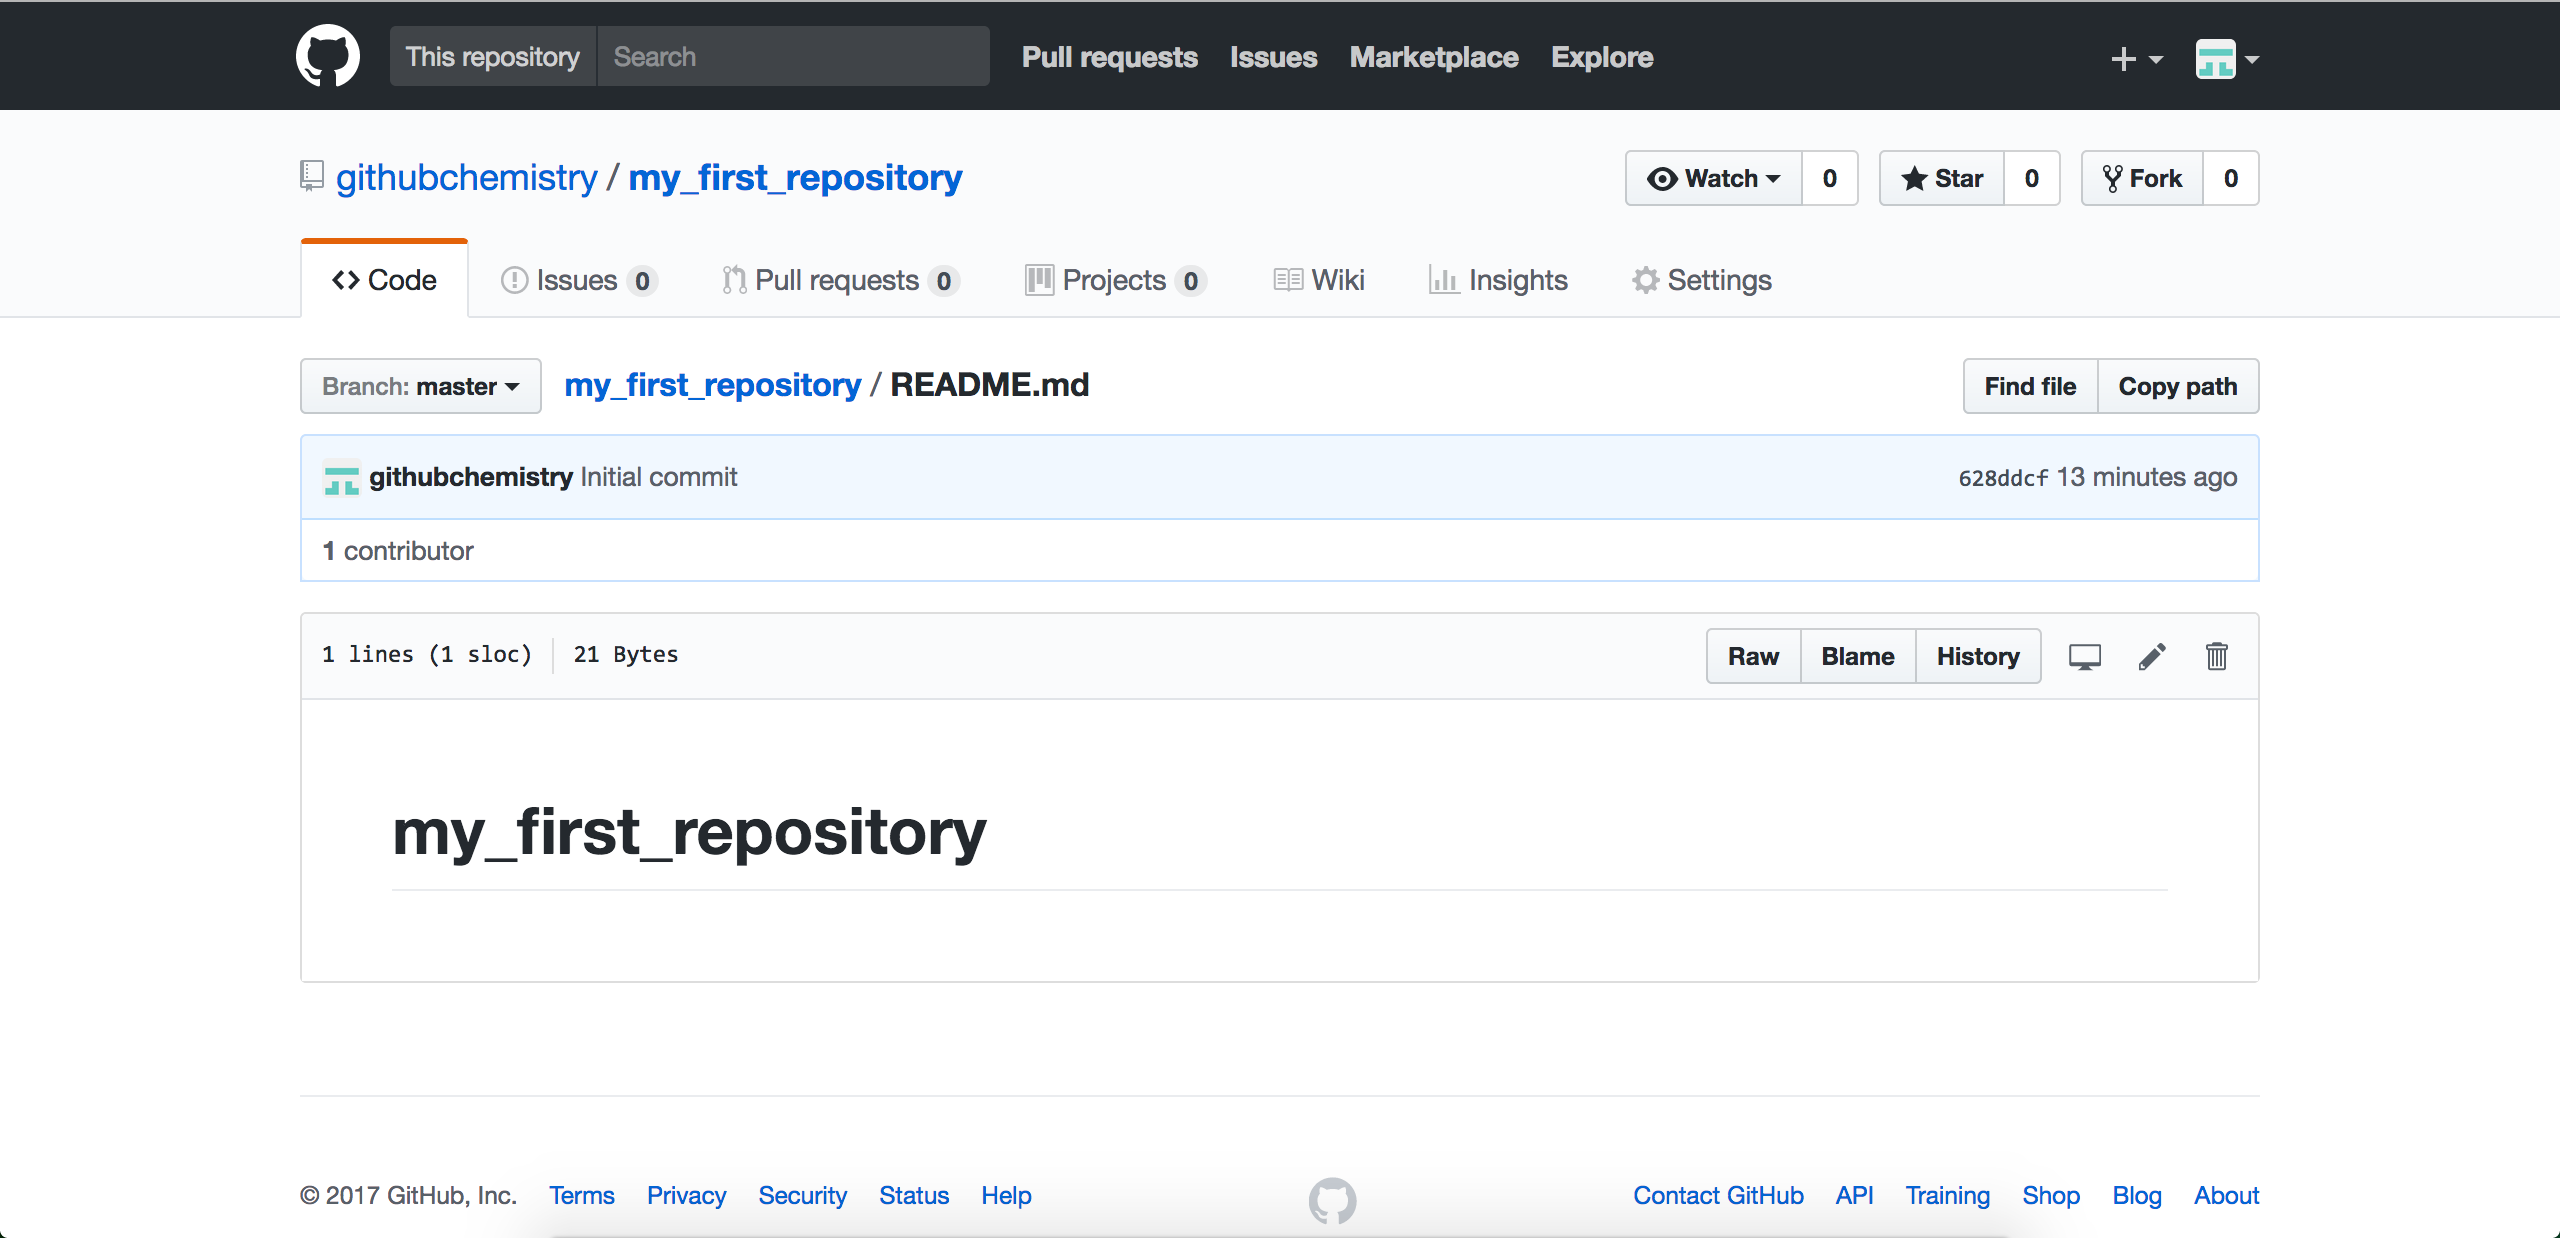 This repository Search Pull requests Issues Marketplace Explore
githubchemistry / my_first_repository Watch 0 Star 0 Fork 0
Code Issues 0 Pull requests 0 Projects 0 Wiki Insights Settings
Branch: master my_first_repository / README.md Find file Copy path
githubchemistry Initial commit 628ddcf 13 minutes ago
1 contributor
1 lines (1 sloc) 21 Bytes Raw Blame History
my_first_repository
© 2017 GitHub, Inc. Terms Privacy Security Status Help Contact GitHub API Training Shop Blog About